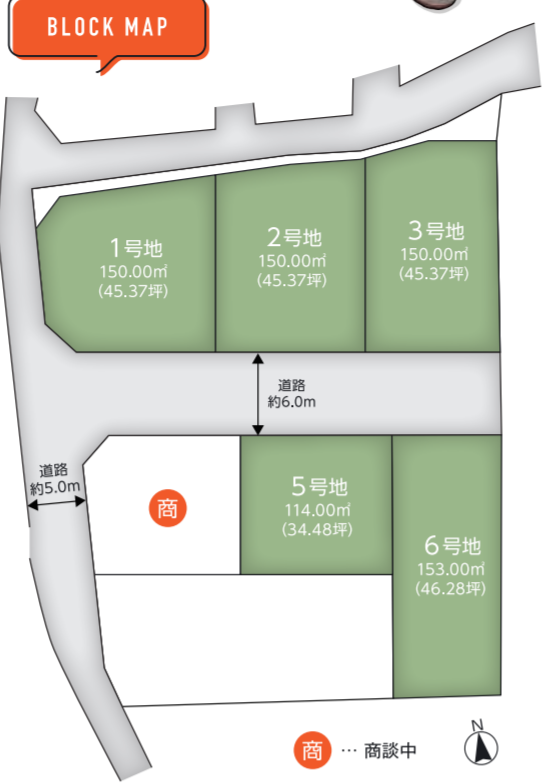 BLOCK MAP
1号地
150.00㎡
(45.37坪)
2号地
150.00㎡
(45.37坪)
3号地
150.00㎡
(45.37坪)
道路
約6.0m
道路
約5.0m
商
5号地
114.00㎡
(34.48坪)
6号地
153.00㎡
(46.28坪)
商 … 商談中
N